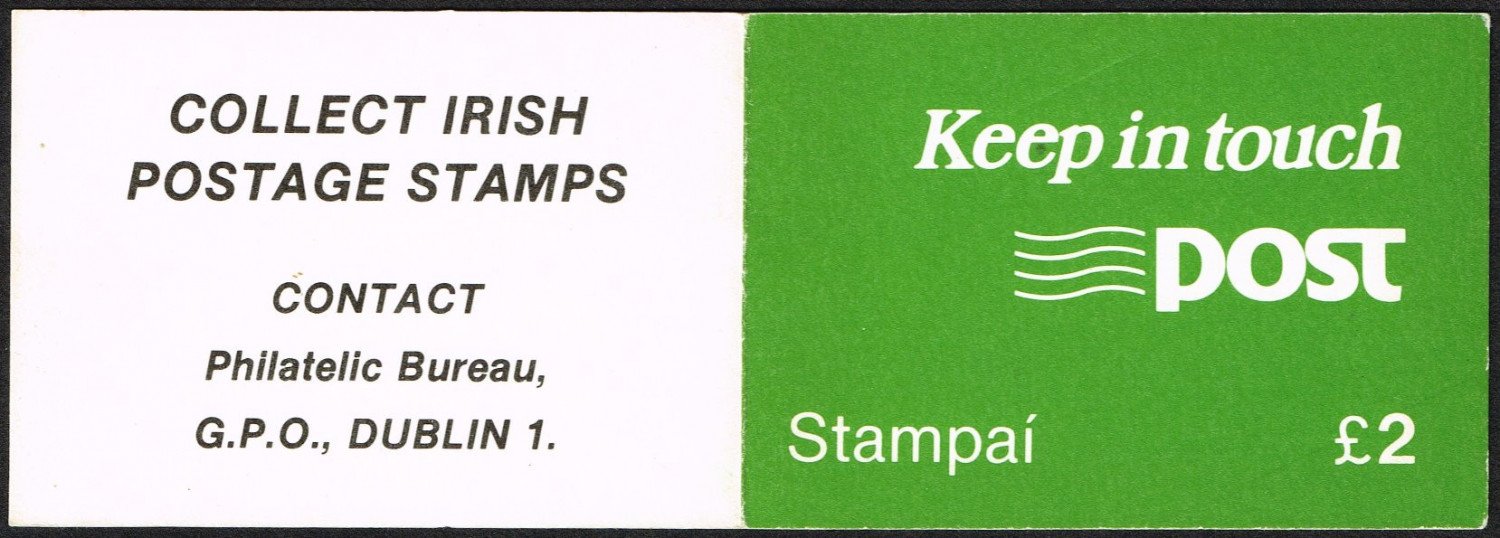 COLLECT IRISH
POSTAGE STAMPS
CONTACT
Philatelic Bureau,
G.P.O., DUBLIN 1.
Keep in touch
post
Stampaí £2